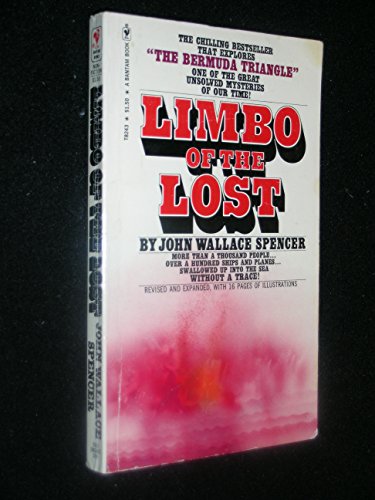 THE CHILLING BESTSELLER
THAT EXPLORES
"THE BERMUDA TRIANGLE"
ONE OF THE GREAT
UNSOLVED MYSTERIES
OF OUR TIME!
LIMBO
OF THE
LOST
BY JOHN WALLACE SPENCER
MORE THAN A THOUSAND PEOPLE...
OVER A HUNDRED SHIPS AND PLANES...
SWALLOWED UP INTO THE SEA
WITHOUT A TRACE!
REVISED AND EXPANDED, WITH 16 PAGES OF ILLUSTRATIONS
T8243 • $1.50 • A BANTAM BOOK
LIMBO OF THE LOST
JOHN WALLACE
SPENCER